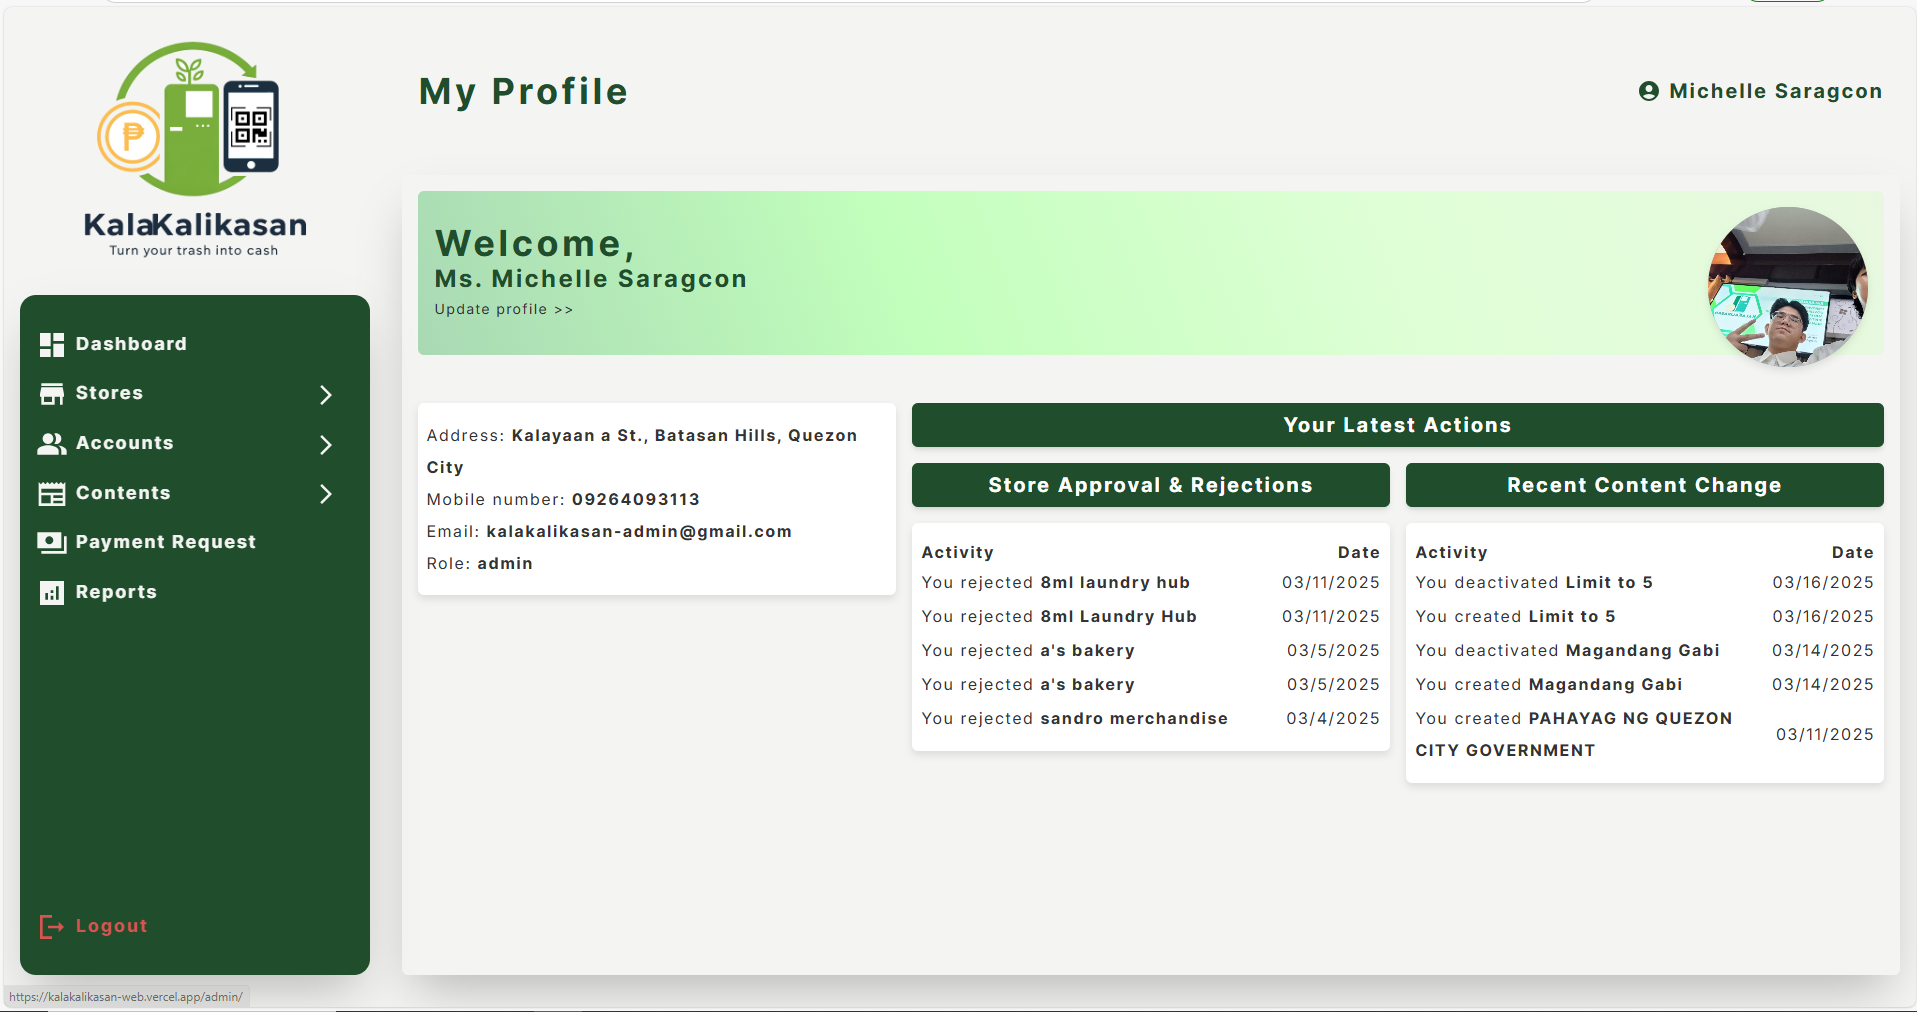 KalaKalikasan
Turn your trash into cash
Dashboard
Stores
Accounts
Contents
Payment Request
Reports
Logout
My Profile
Michelle Saragcon
Welcome,
Ms. Michelle Saragcon
Update profile >>
Address: Kalayaan a St., Batasan Hills, Quezon
City
Mobile number: 09264093113
Email: kalakalikasan-admin@gmail.com
Role: admin
Your Latest Actions
Store Approval & Rejections
Activity Date
You rejected 8ml laundry hub 03/11/2025
You rejected 8ml Laundry Hub 03/11/2025
You rejected a's bakery 03/5/2025
You rejected a's bakery 03/5/2025
You rejected sandro merchandise 03/4/2025
Recent Content Change
Activity Date
You deactivated Limit to 5 03/16/2025
You created Limit to 5 03/16/2025
You deactivated Magandang Gabi 03/14/2025
You created Magandang Gabi 03/14/2025
You created PAHAYAG NG QUEZON
CITY GOVERNMENT 03/11/2025
https://kalakalikasan-web.vercel.app/admin/